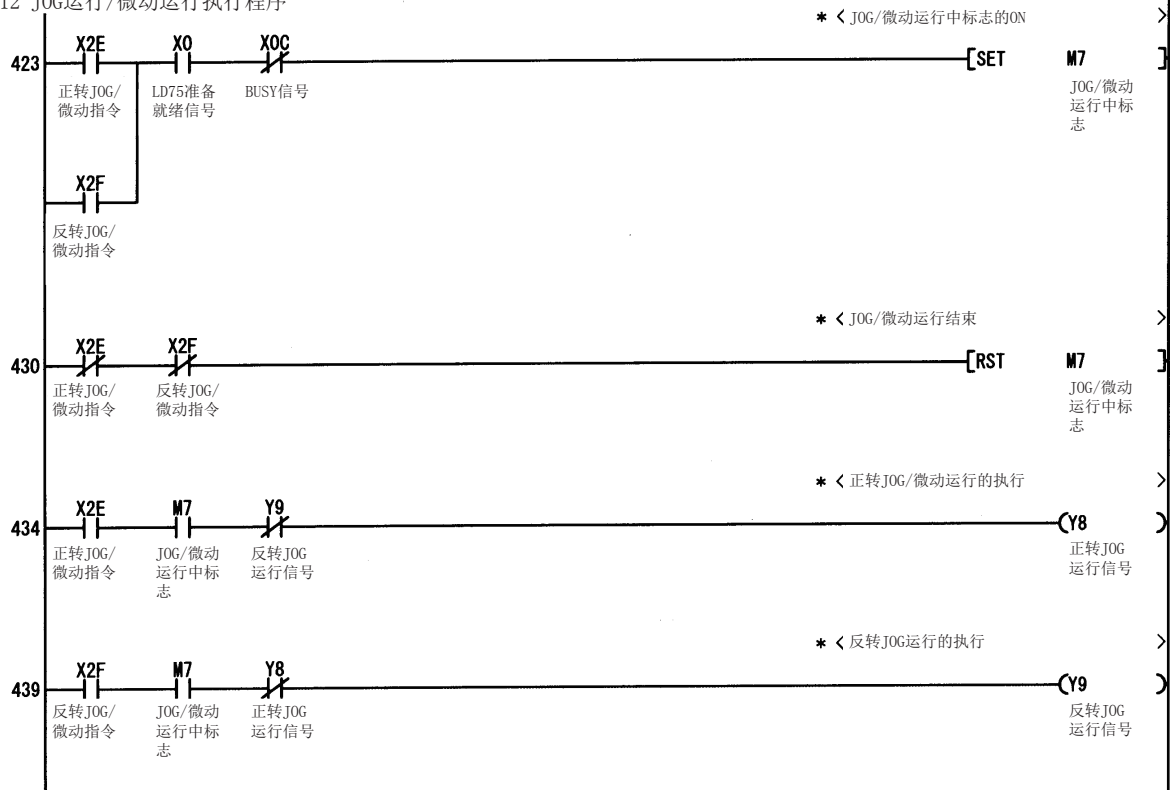 12 JOG运行/微动运行执行程序
* < JOG/微动运行中标志的ON >
423 X2E X0 X0C [SET M7 ]
正转JOG/ LD75准备 BUSY信号 JOG/微动
微动指令 就绪信号 运行中标
志
X2F
反转JOG/
微动指令
* < JOG/微动运行结束 >
430 X2E X2F [RST M7 ]
正转JOG/ 反转JOG/ JOG/微动
微动指令 微动指令 运行中标
志
* < 正转JOG/微动运行的执行 >
434 X2E M7 Y9 (Y8 )
正转JOG/ JOG/微动 反转JOG 正转JOG
微动指令 运行中标 运行信号 运行信号
志
* < 反转JOG运行的执行 >
439 X2F M7 Y8 (Y9 )
反转JOG/ JOG/微动 正转JOG 反转JOG
微动指令 运行中标 运行信号 运行信号
志